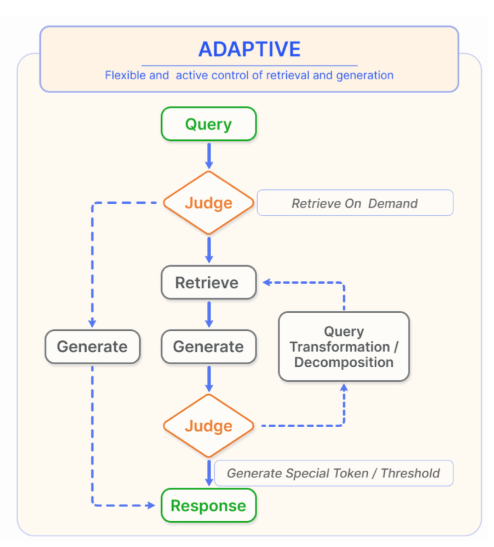 ADAPTIVE
Flexible and active control of retrieval and generation
Query
Judge
Retrieve On Demand
Retrieve
Generate
Generate
Query
Transformation /
Decomposition
Judge
Generate Special Token / Threshold
Response